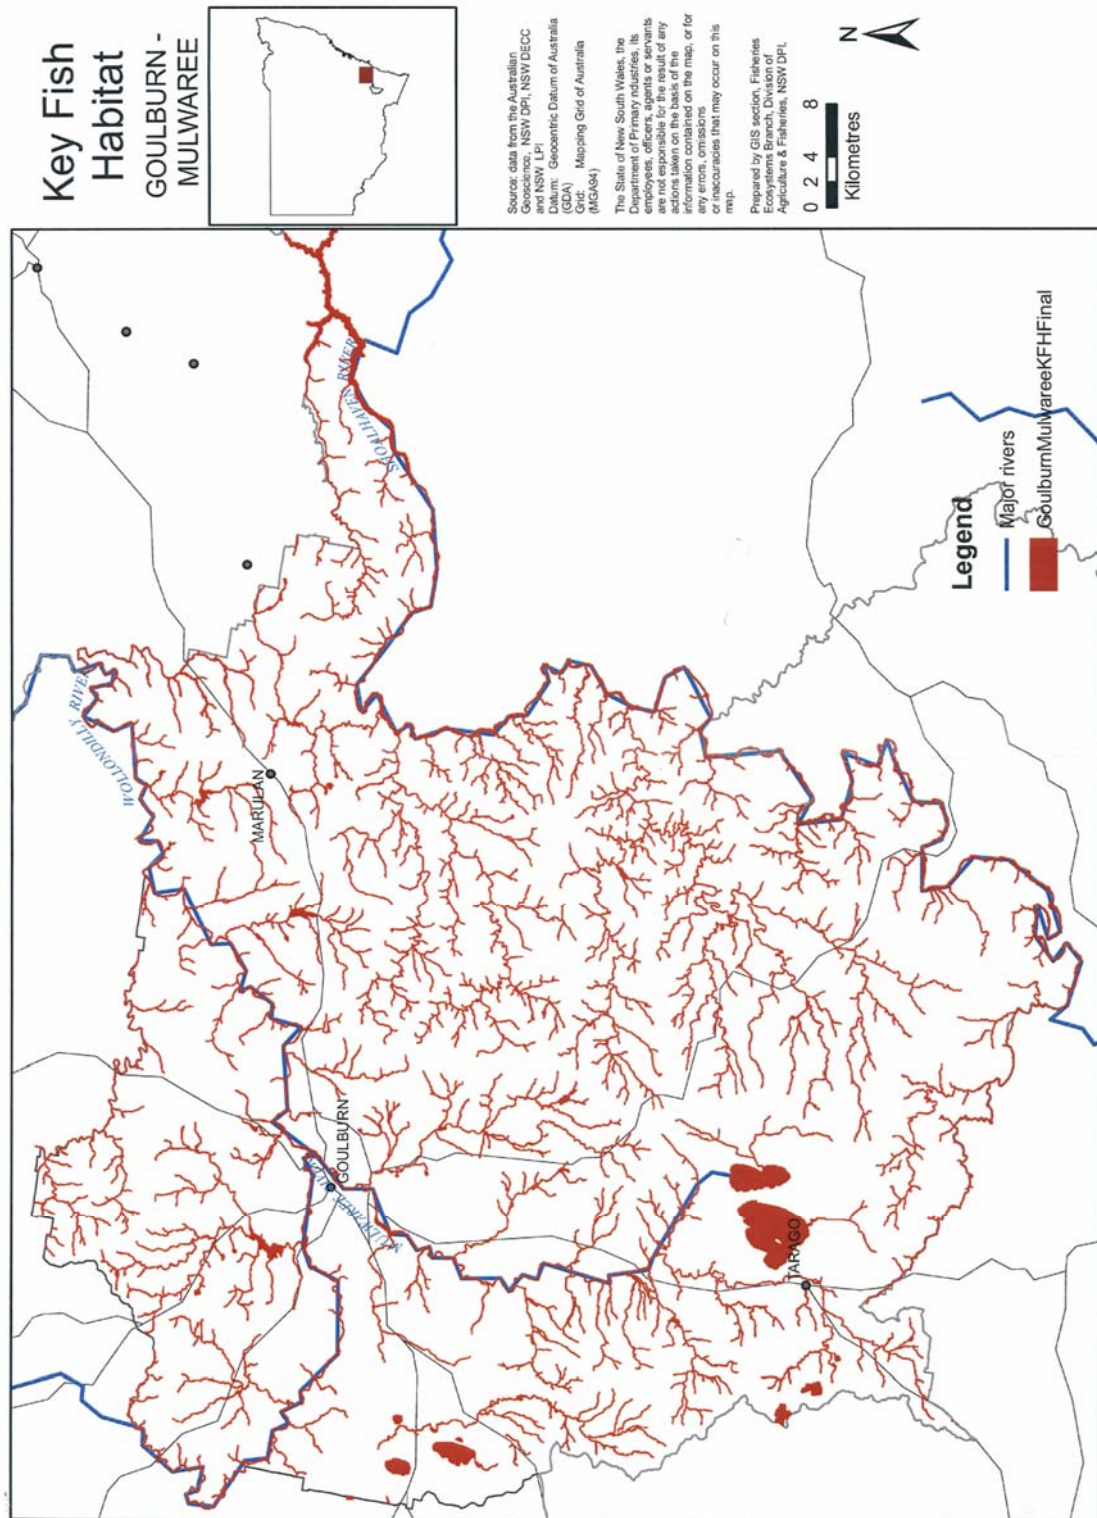 Key Fish
Habitat
GOULBURN -
MULWAREE
Source: data from the Australian
Geoscience, NSW DPI, NSW DECC
and NSW LPI
Datum: Geocentric Datum of Australia
(GDA)
Grid: Mapping Grid of Australia
(MGA94)
The State of New South Wales, the
Department of Primary ndustries, its
employees, officers, agents or servants
are not esponsible for the result of any
actions taken on the basis of the
information contained on the map, or for
any errors, omissions
or inaccuracies that may occur on this
map.
Prepared by GIS section, Fisheries
Ecosystems Branch, Division of
Agriculture & Fisheries, NSW DPI,
0 2 4 8
Kilometres
N
WOLLONDILLY RIVER
SHOALHAVEN RIVER
MARULAN
GOULBURN
MULWAREE
TARAGO
Legend
Major rivers
GoulburnMulwareeKFHFinal